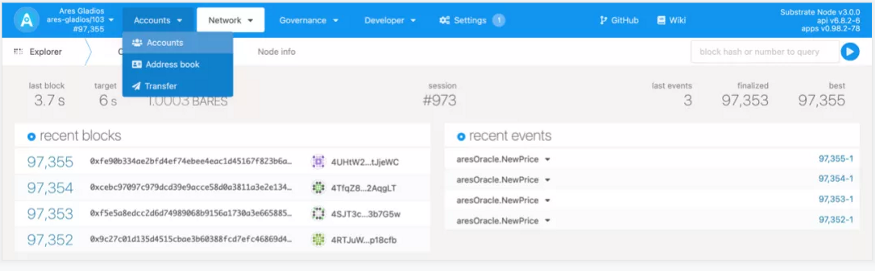 Ares Gladios
ares-gladios/103
#97,355
Accounts
Network
Governance
Developer
Settings 1
GitHub
Wiki
Substrate Node v3.0.0
api v6.8.2-6
apps v0.98.2-78
Accounts
Address book
Transfer
Explorer
C
Node info
block hash or number to query
last block
3.7 s
target
6 s
1.0003 BARES
session
#973
last events
3
finalized
97,353
best
97,355
recent blocks
97,355 0xfe90b334ae2bfd4ef74ebee4eac1d45167f823b6a… 4UHtW2…tJjeWC
97,354 0xcebc97097c979dcd39e9acce58d0a3811a3e2e134… 4TfqZ8…2AqgLT
97,353 0xf5e5a8edcc2d6d74989068b9156a1730a3e665885… 4SJT3c…3b7G5w
97,352 0x9c27c01d135d4515cbae3b60388fcd7efc46869d4… 4RTJuW…p18cfb
recent events
aresOracle.NewPrice 97,355-1
aresOracle.NewPrice 97,354-1
aresOracle.NewPrice 97,353-1
aresOracle.NewPrice 97,352-1